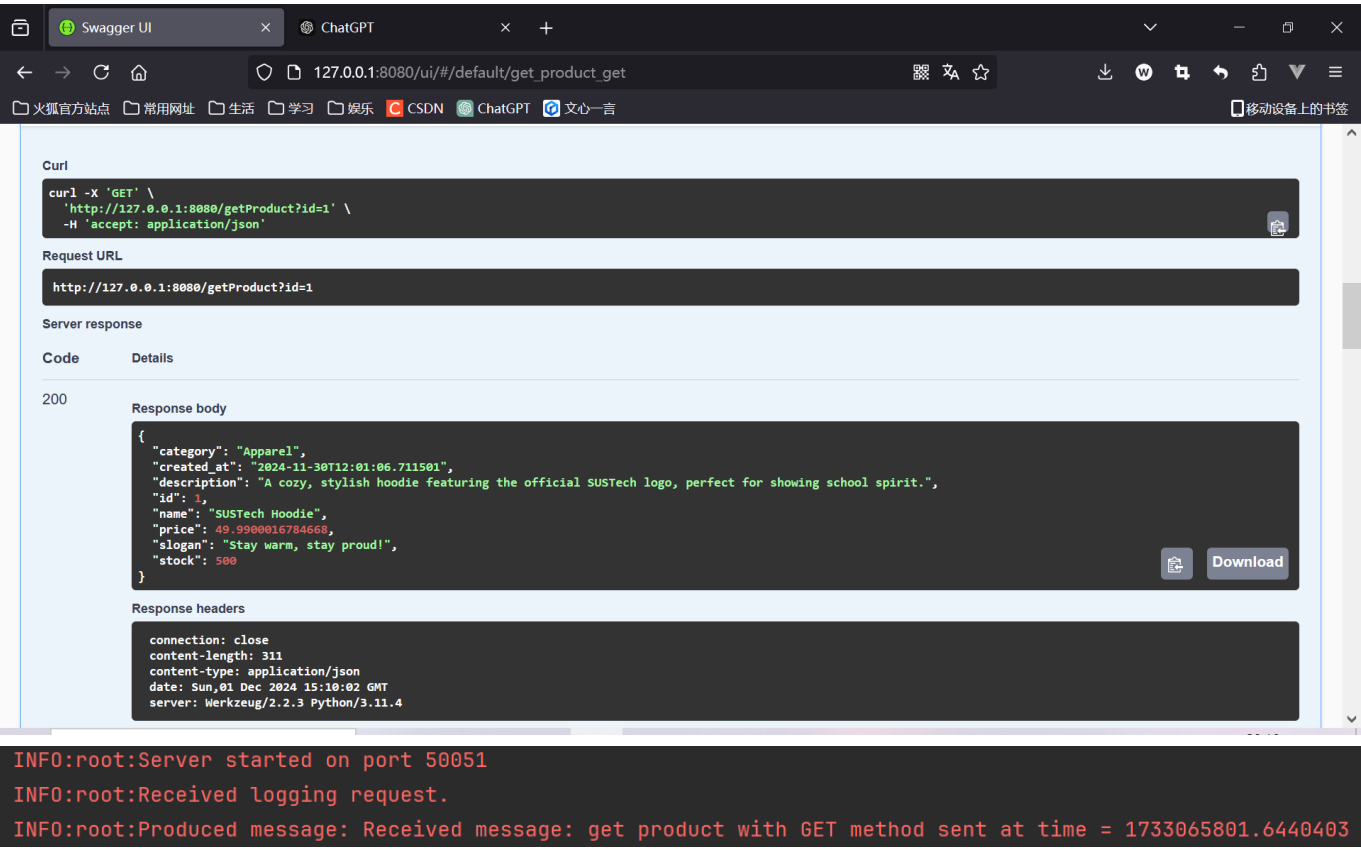 Swagger UI
ChatGPT
127.0.0.1:8080/ui/#/default/get_product_get
火狐官方站点 常用网址 生活 学习 娱乐 C CSDN ChatGPT 文心一言 移动设备上的书签
Curl
curl -X 'GET' \
'http://127.0.0.1:8080/getProduct?id=1' \
-H 'accept: application/json'
Request URL
http://127.0.0.1:8080/getProduct?id=1
Server response
Code Details
200
Response body
{
"category": "Apparel",
"created_at": "2024-11-30T12:01:06.711501",
"description": "A cozy, stylish hoodie featuring the official SUSTech logo, perfect for showing school spirit.",
"id": 1,
"name": "SUSTech Hoodie",
"price": 49.9900016784668,
"slogan": "Stay warm, stay proud!",
"stock": 500
}
Download
Response headers
connection: close
content-length: 311
content-type: application/json
date: Sun,01 Dec 2024 15:10:02 GMT
server: Werkzeug/2.2.3 Python/3.11.4
INFO:root:Server started on port 50051
INFO:root:Received logging request.
INFO:root:Produced message: Received message: get product with GET method sent at time = 1733065801.6440403